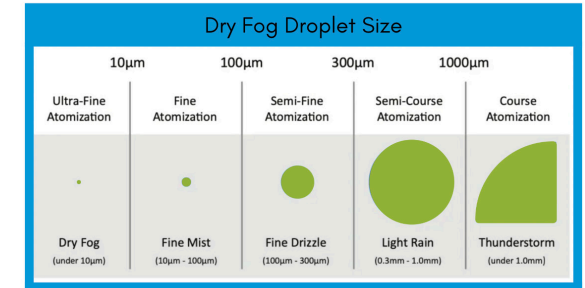 Dry Fog Droplet Size
10µm 100µm 300µm 1000µm
Ultra-Fine Fine Semi-Fine Semi-Course Course
Atomization Atomization Atomization Atomization Atomization
Dry Fog Fine Mist Fine Drizzle Light Rain Thunderstorm
(under 10µm) (10µm - 100µm) (100µm - 300µm) (0.3mm - 1.0mm) (under 1.0mm)